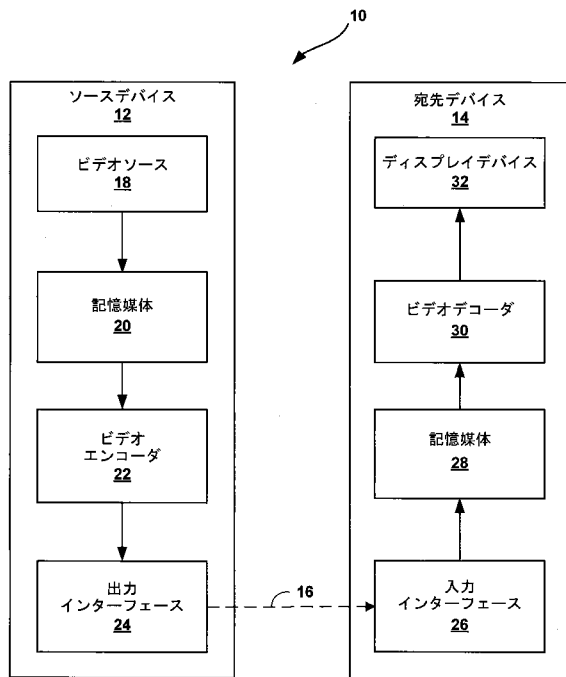 10
ソースデバイス
12
ビデオソース
18
記憶媒体
20
ビデオ
エンコーダ
22
出力
インターフェース
24
16
宛先デバイス
14
ディスプレイデバイス
32
ビデオデコーダ
30
記憶媒体
28
入力
インターフェース
26